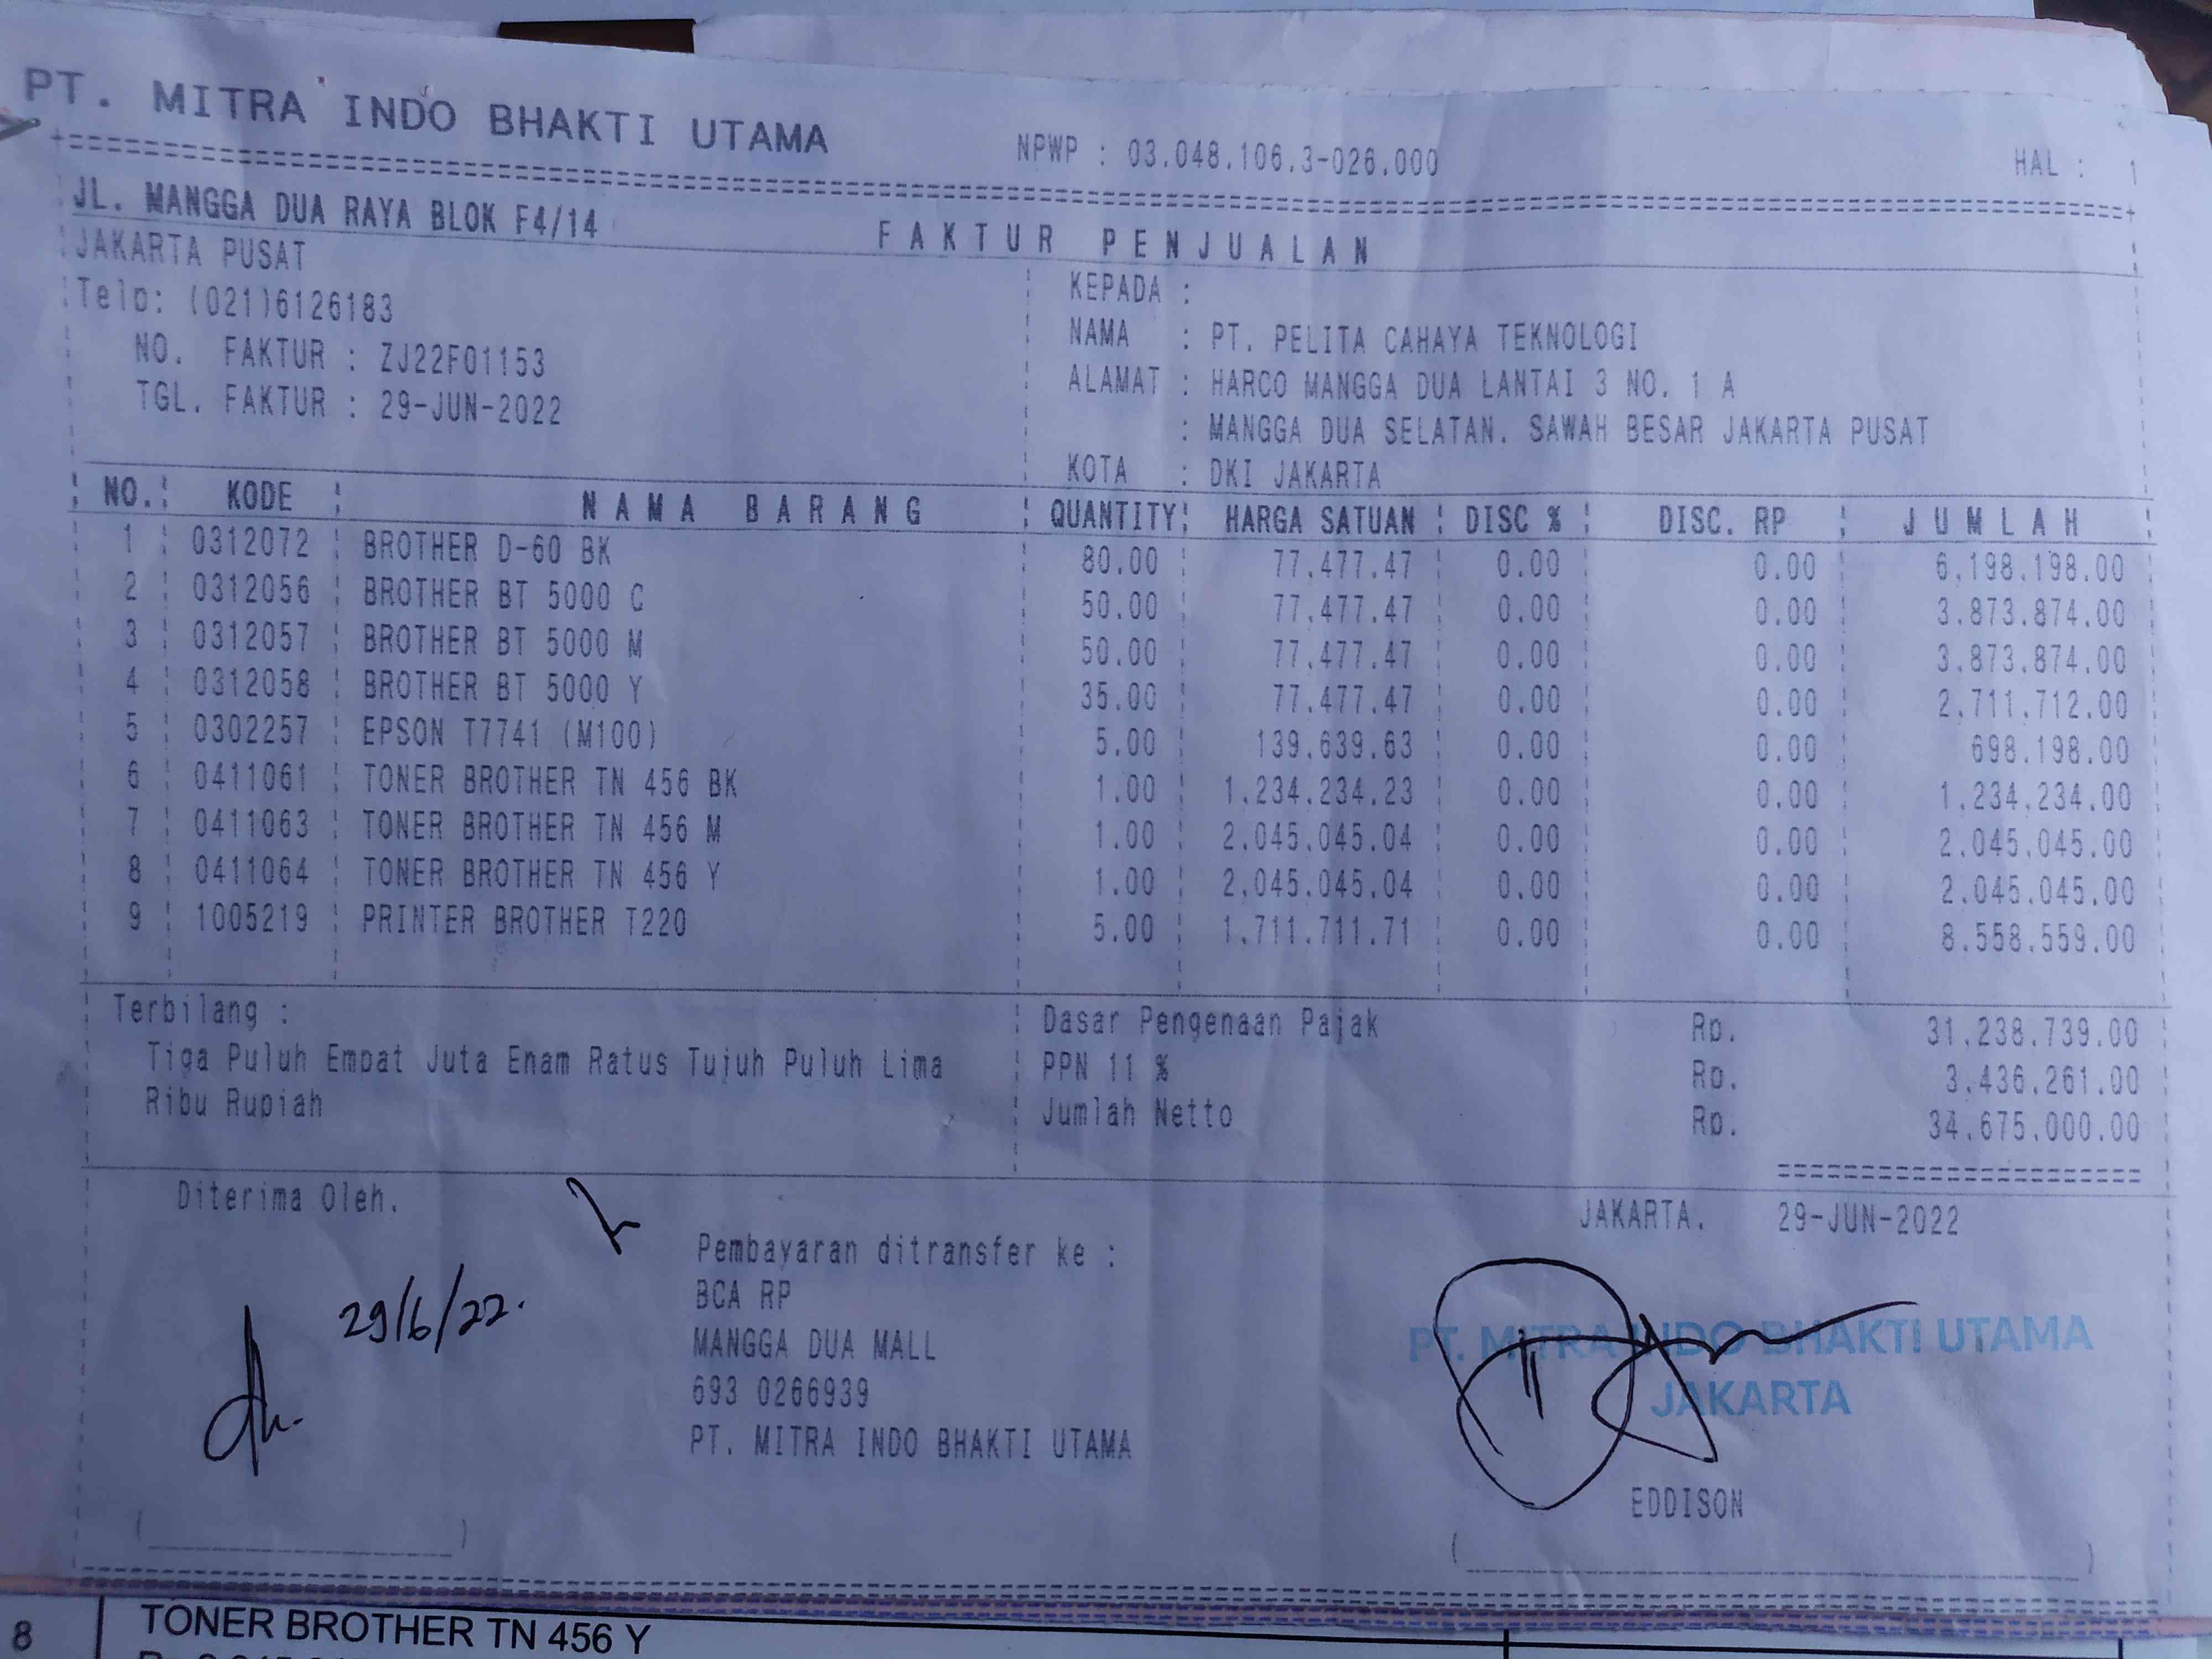 PT. MITRA INDO BHAKTI UTAMA NPWP : 03.048.106.3-026.000 HAL : 1
JL. MANGGA DUA RAYA BLOK F4/14
JAKARTA PUSAT
Telp: (021)6126183
NO. FAKTUR : ZJ22F01153
TGL. FAKTUR : 29-JUN-2022
FAKTUR PENJUALAN
KEPADA :
NAMA : PT. PELITA CAHAYA TEKNOLOGI
ALAMAT : HARCO MANGGA DUA LANTAI 3 NO. 1 A
: MANGGA DUA SELATAN. SAWAH BESAR JAKARTA PUSAT
KOTA : DKI JAKARTA
NO. KODE NAMA BARANG QUANTITY HARGA SATUAN DISC % DISC. RP JUMLAH
1 0312072 BROTHER D-60 BK 80.00 77.477.47 0.00 0.00 6.198.198.00
2 0312056 BROTHER BT 5000 C 50.00 77.477.47 0.00 0.00 3.873.874.00
3 0312057 BROTHER BT 5000 M 50.00 77.477.47 0.00 0.00 3.873.874.00
4 0312058 BROTHER BT 5000 Y 35.00 77.477.47 0.00 0.00 2.711.712.00
5 0302257 EPSON T7741 (M100) 5.00 139.639.63 0.00 0.00 698.198.00
6 0411061 TONER BROTHER TN 456 BK 1.00 1.234.234.23 0.00 0.00 1.234.234.00
7 0411063 TONER BROTHER TN 456 M 1.00 2.045.045.04 0.00 0.00 2.045.045.00
8 0411064 TONER BROTHER TN 456 Y 1.00 2.045.045.04 0.00 0.00 2.045.045.00
9 1005219 PRINTER BROTHER T220 5.00 1.711.711.71 0.00 0.00 8.558.559.00
Terbilang :
Tiga Puluh Empat Juta Enam Ratus Tujuh Puluh Lima
Ribu Rupiah
Dasar Pengenaan Pajak Rp. 31.238.739.00
PPN 11 % Rp. 3.436.261.00
Jumlah Netto Rp. 34.675.000.00
Diterima Oleh.
29/6/22.
Pembayaran ditransfer ke :
BCA RP
MANGGA DUA MALL
693 0266939
PT. MITRA INDO BHAKTI UTAMA
JAKARTA. 29-JUN-2022
PT. MITRA INDO BHAKTI UTAMA
JAKARTA
EDDISON
8 TONER BROTHER TN 456 Y